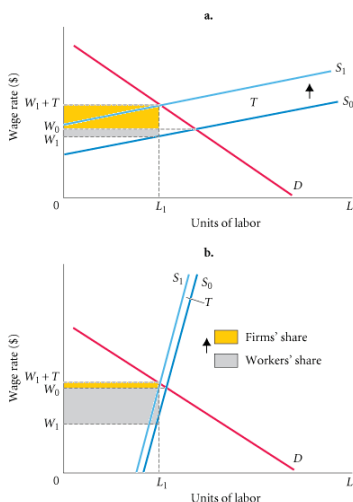 a.
Wage rate ($)
S1
T
S0
W1 + T
W0
W1
D
0
L1
L
Units of labor
b.
Wage rate ($)
S1
S0
T
Firms' share
Workers' share
W1 + T
W0
W1
D
0
L1
L
Units of labor